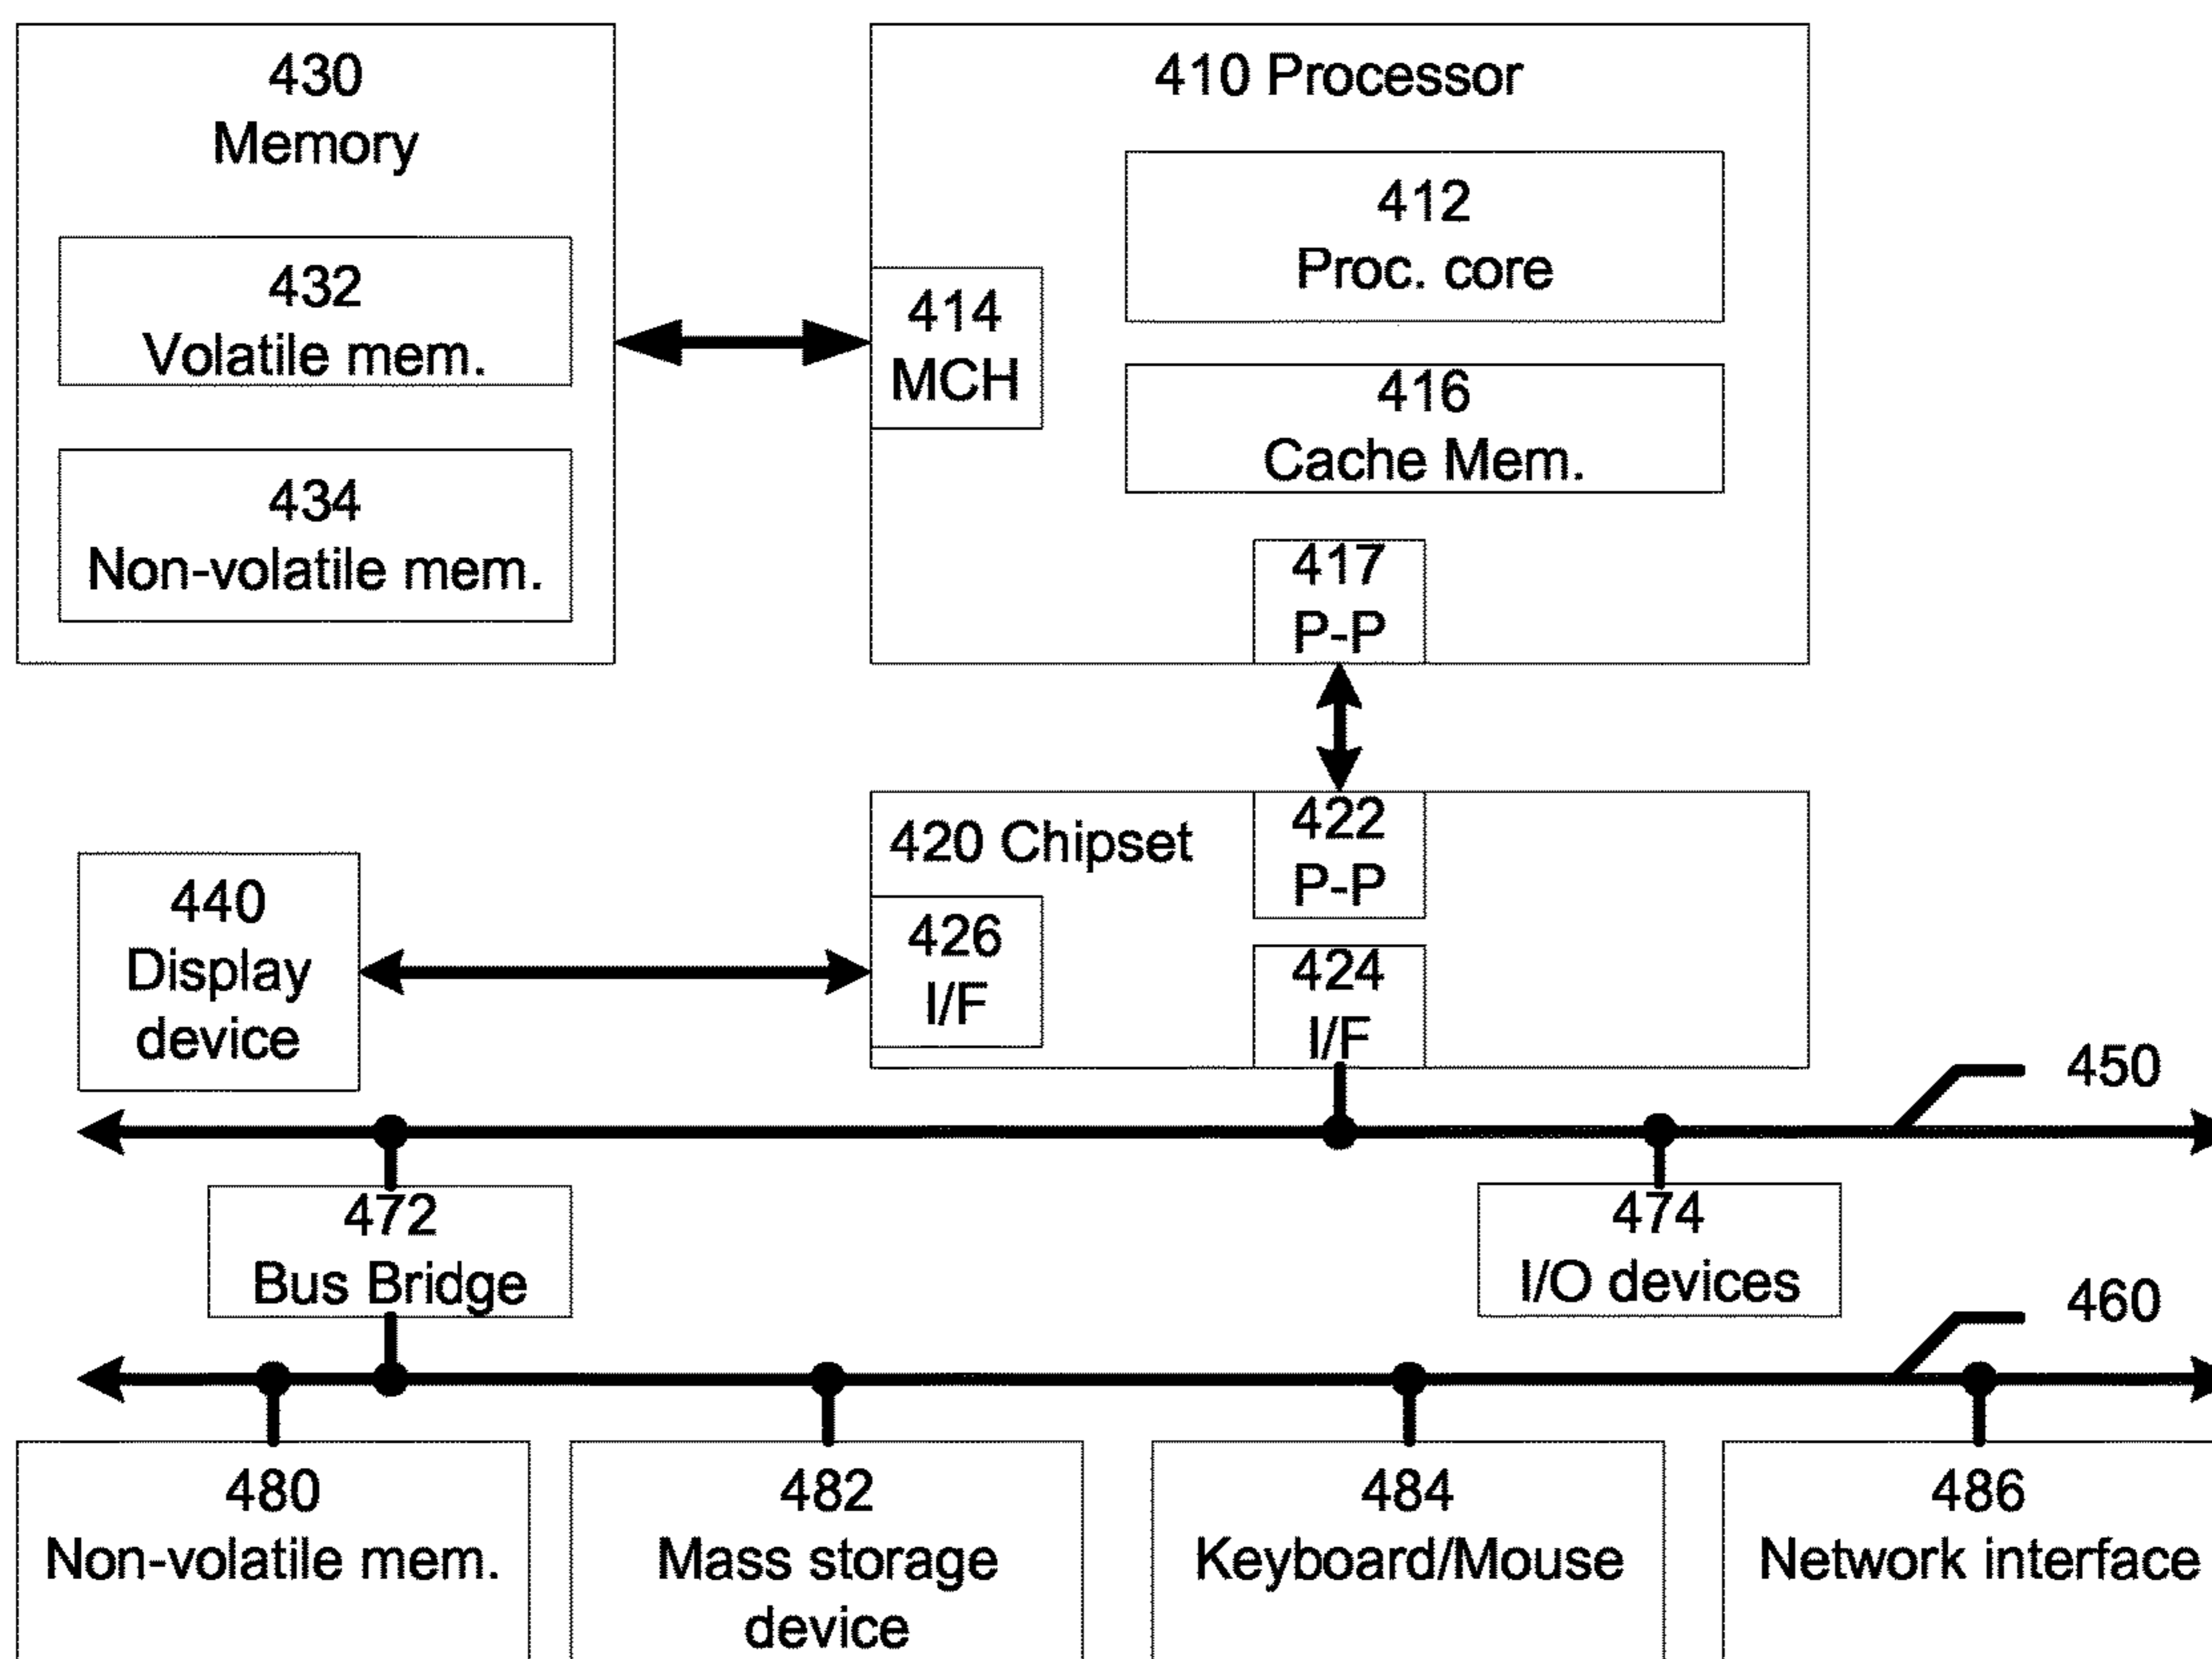 430
Memory
432
Volatile mem.
434
Non-volatile mem.
410 Processor
412
Proc. core
414
MCH
416
Cache Mem.
417
P-P
420 Chipset
422
P-P
426
I/F
424
I/F
440
Display
device
450
472
Bus Bridge
474
I/O devices
460
480
Non-volatile mem.
482
Mass storage
device
484
Keyboard/Mouse
486
Network interface